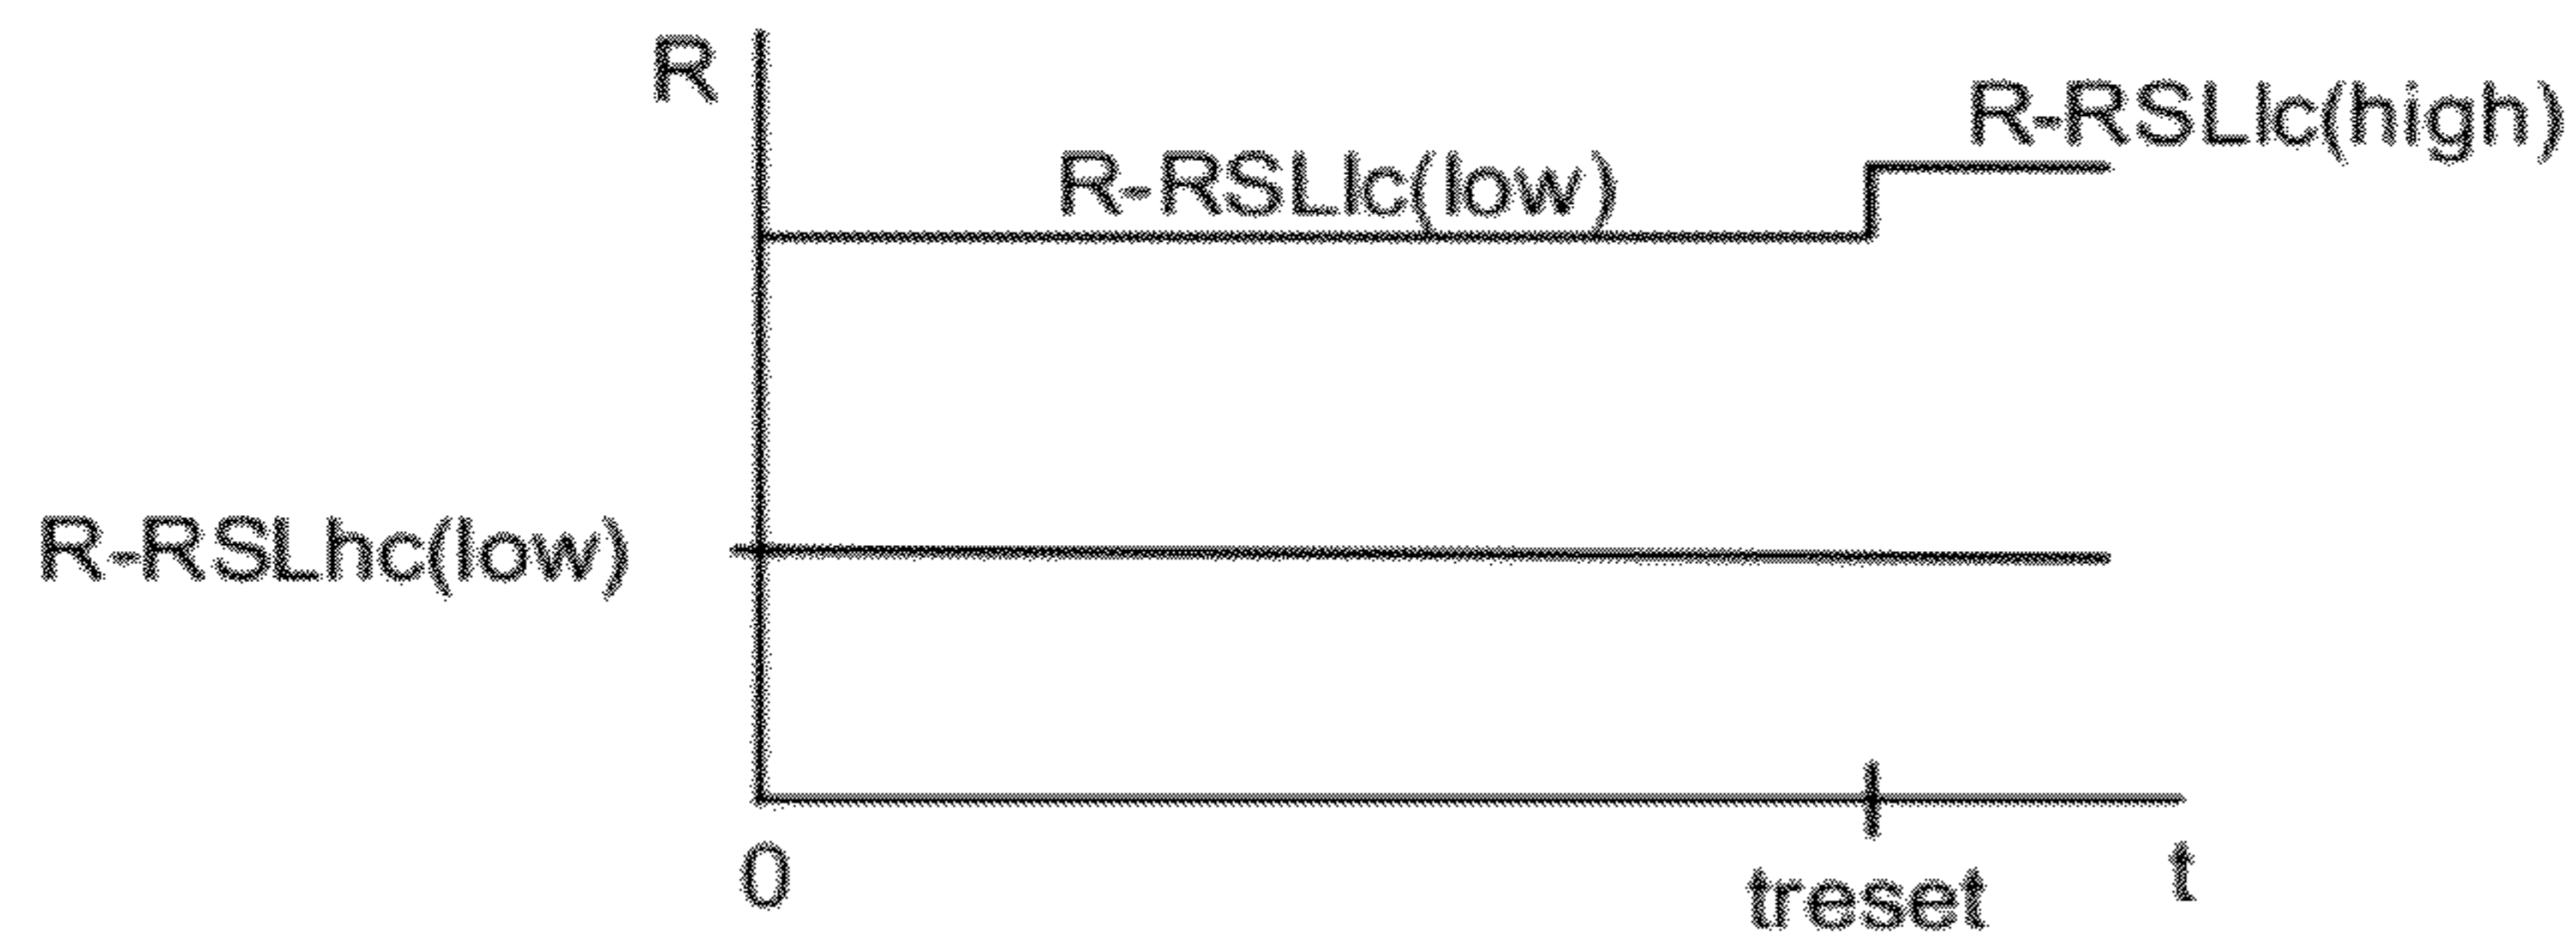 R
R-RSLlc(high)
R-RSLlc(low)
R-RSLhc(low)
0
treset
t